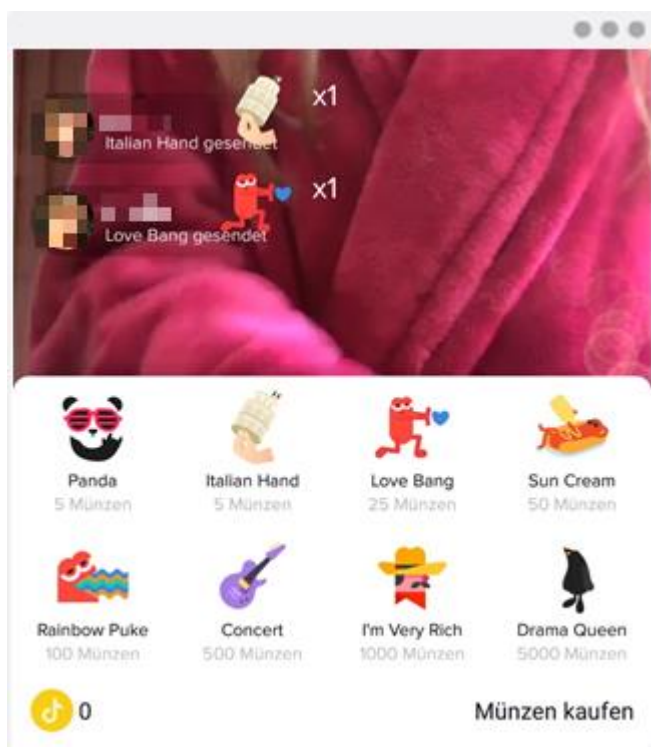 x1
Italian Hand gesendet
x1
Love Bang gesendet
Panda Italian Hand Love Bang Sun Cream
5 Münzen 5 Münzen 25 Münzen 50 Münzen
Rainbow Puke Concert I'm Very Rich Drama Queen
100 Münzen 500 Münzen 1000 Münzen 5000 Münzen
0 Münzen kaufen